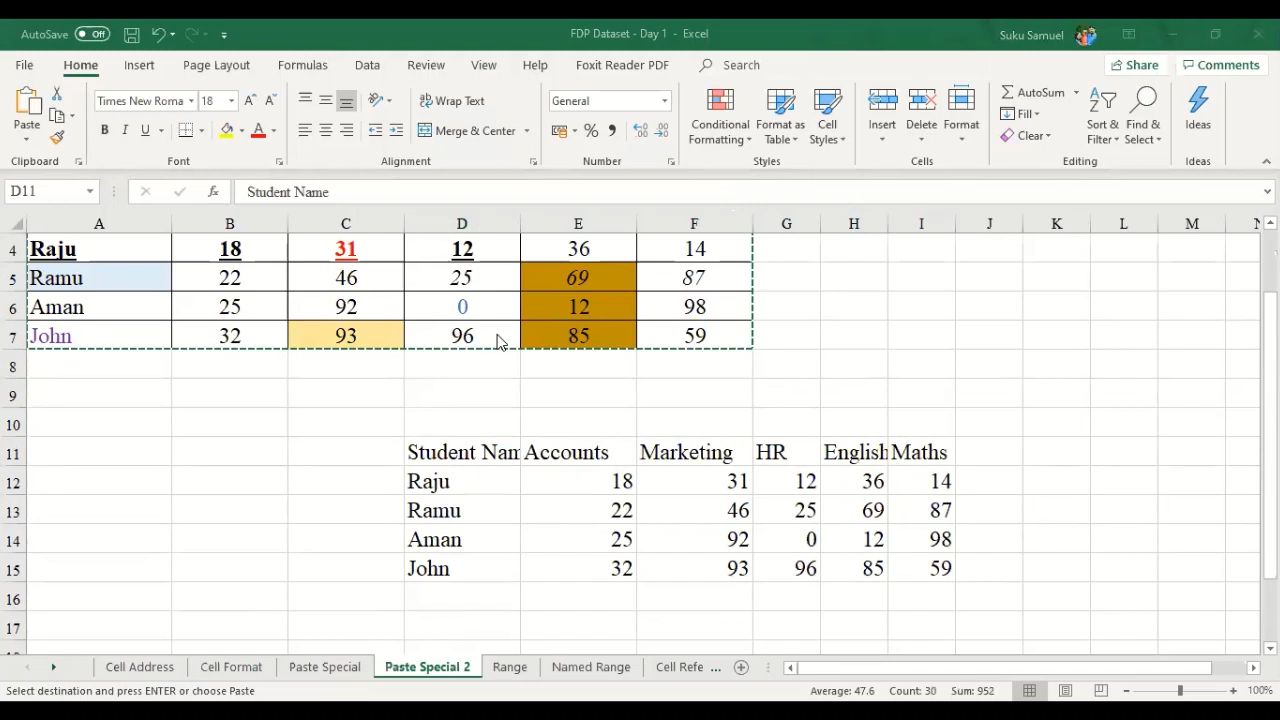 AutoSave Off FDP Dataset - Day 1 - Excel Suku Samuel
File Home Insert Page Layout Formulas Data Review View Help Foxit Reader PDF Search Share Comments
Paste
Times New Roma 18
B I U A
Wrap Text
Merge & Center
General
%
Conditional Formatting
Format as Table
Cell Styles
Insert
Delete
Format
AutoSum
Fill
Clear
Sort & Filter
Find & Select
Ideas
Clipboard Font Alignment Number Styles Cells Editing Ideas
D11 fx Student Name
A B C D E F G H I J K L M
4 Raju 18 31 12 36 14
5 Ramu 22 46 25 69 87
6 Aman 25 92 0 12 98
7 John 32 93 96 85 59
8
9
10
11 Student Nan Accounts Marketing HR English Maths
12 Raju 18 31 12 36 14
13 Ramu 22 46 25 69 87
14 Aman 25 92 0 12 98
15 John 32 93 96 85 59
16
17
Cell Address Cell Format Paste Special Paste Special 2 Range Named Range Cell Refe ...
Select destination and press ENTER or choose Paste Average: 47.6 Count: 30 Sum: 952 100%